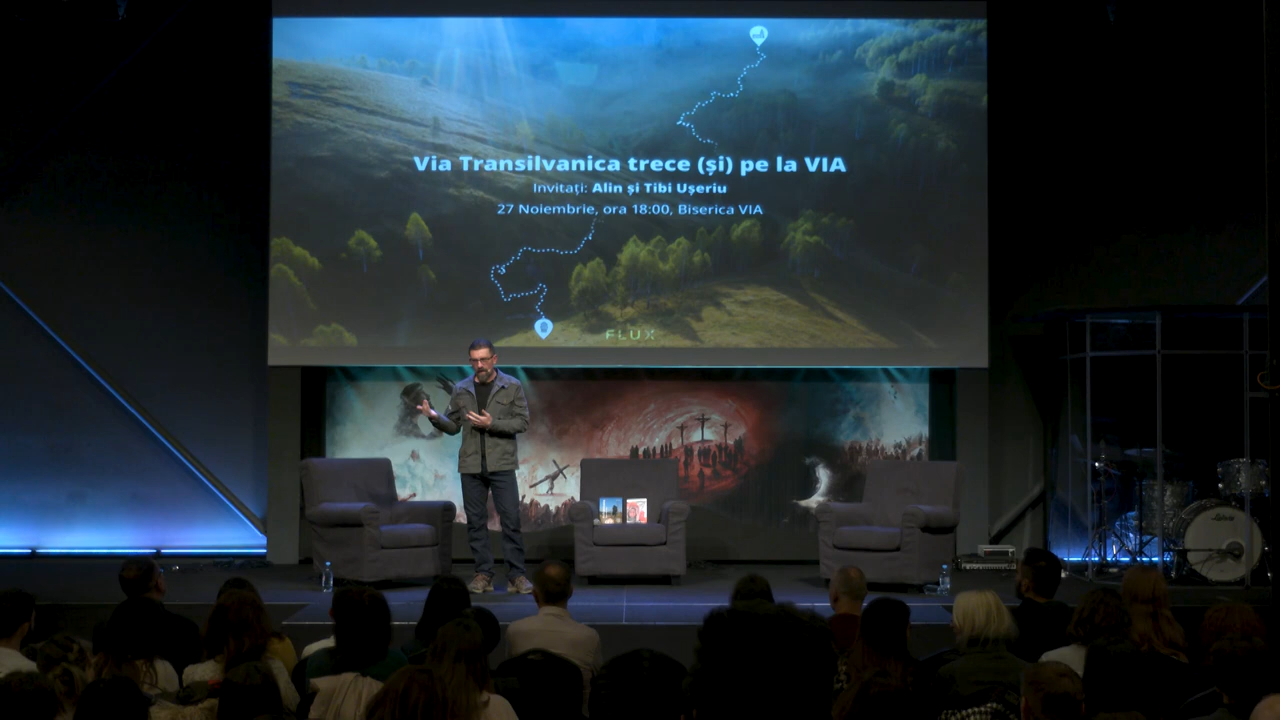 Via Transilvanica trece (și) pe la VIA
Invitați: Alin și Tibi Ușeriu
27 Noiembrie, ora 18:00, Biserica VIA
FLUX
Ludwig